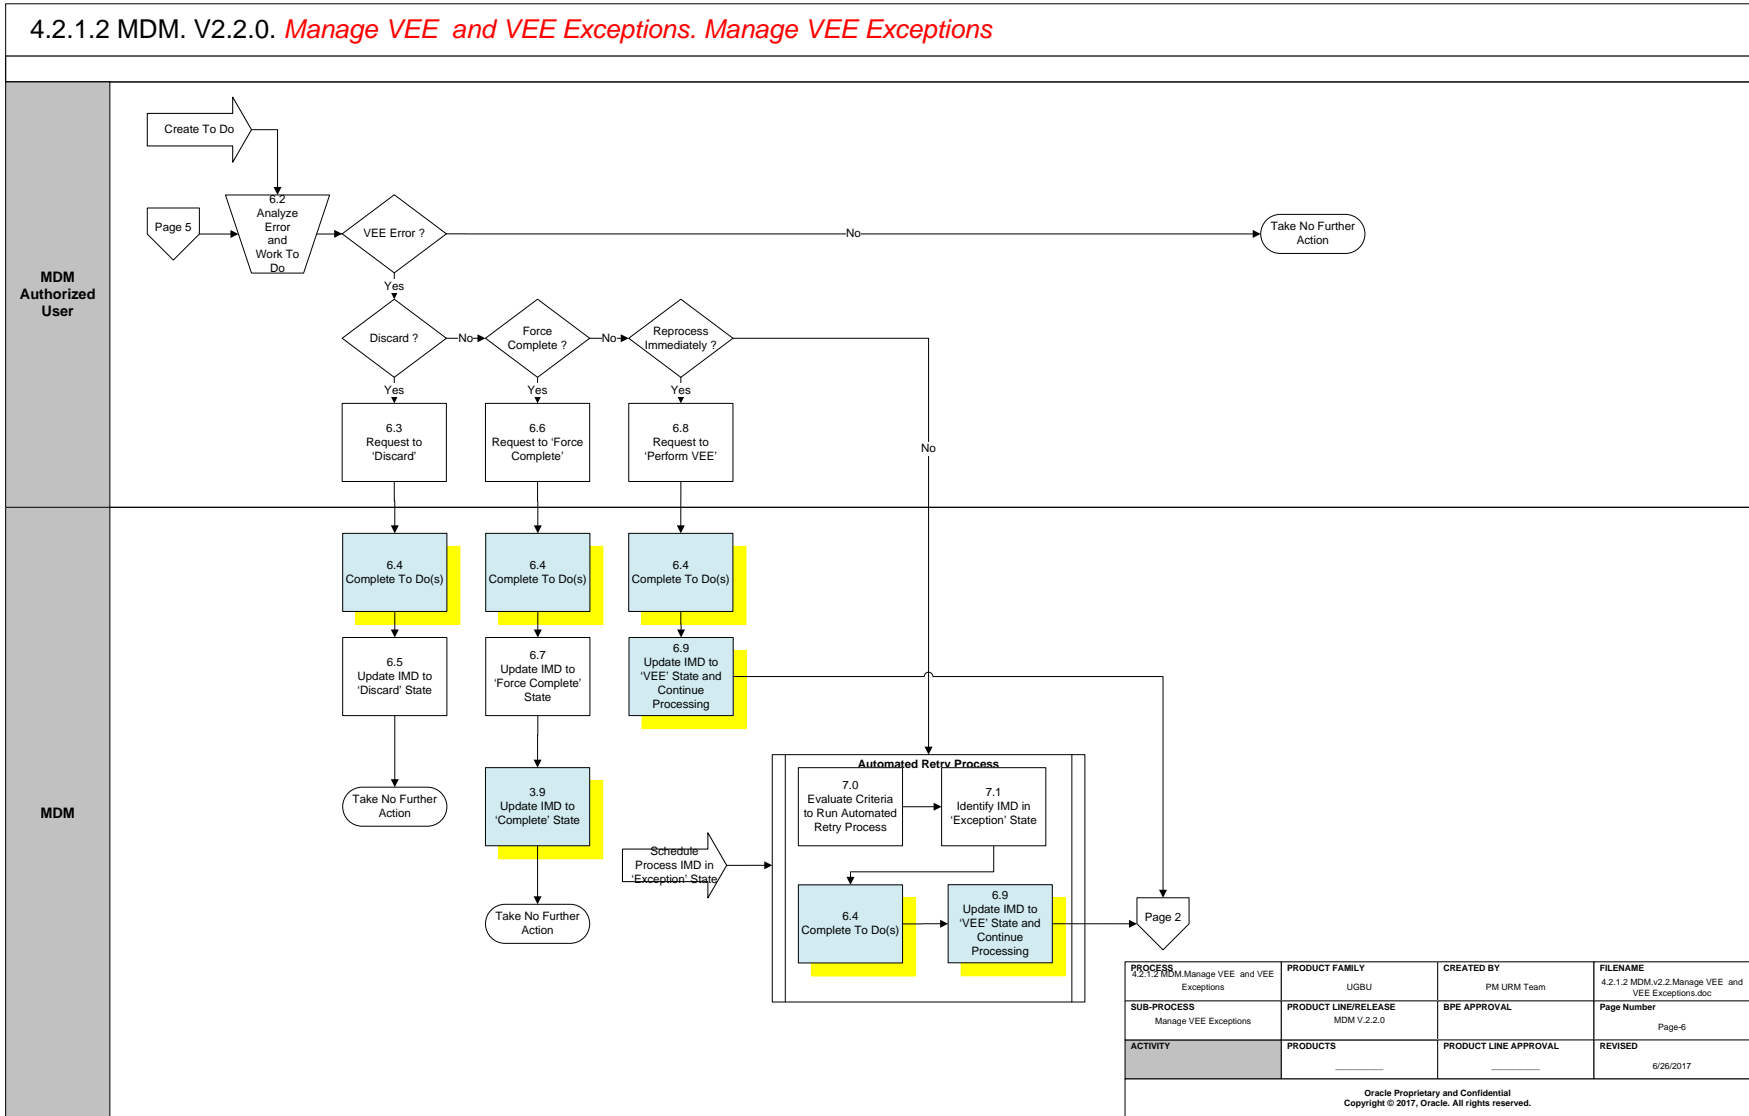 4.2.1.2 MDM. V2.2.0. Manage VEE and VEE Exceptions. Manage VEE Exceptions
MDM
Authorized
User
Create To Do
Page 5
6.2
Analyze
Error
and
Work To
Do
VEE Error ?
No
Take No Further
Action
Yes
Discard ?
No
Force
Complete ?
No
Reprocess
Immediately ?
Yes
Yes
Yes
No
6.3
Request to
‘Discard’
6.6
Request to ‘Force
Complete’
6.8
Request to
‘Perform VEE’
MDM
6.4
Complete To Do(s)
6.4
Complete To Do(s)
6.4
Complete To Do(s)
6.5
Update IMD to
‘Discard’ State
6.7
Update IMD to
‘Force Complete’
State
6.9
Update IMD to
‘VEE’ State and
Continue
Processing
Take No Further
Action
3.9
Update IMD to
‘Complete’ State
Take No Further
Action
Schedule
Process IMD in
‘Exception’ State
Automated Retry Process
7.0
Evaluate Criteria
to Run Automated
Retry Process
7.1
Identify IMD in
‘Exception’ State
6.4
Complete To Do(s)
6.9
Update IMD to
‘VEE’ State and
Continue
Processing
Page 2
PROCESS
4.2.1.2 MDM.Manage VEE and VEE
Exceptions
PRODUCT FAMILY
UGBU
CREATED BY
PM URM Team
FILENAME
4.2.1.2 MDM.v2.2.Manage VEE and
VEE Exceptions.doc
SUB-PROCESS
Manage VEE Exceptions
PRODUCT LINE/RELEASE
MDM V.2.2.0
BPE APPROVAL
Page Number
Page-6
ACTIVITY
PRODUCTS
PRODUCT LINE APPROVAL
REVISED
6/26/2017
Oracle Proprietary and Confidential
Copyright © 2017, Oracle. All rights reserved.